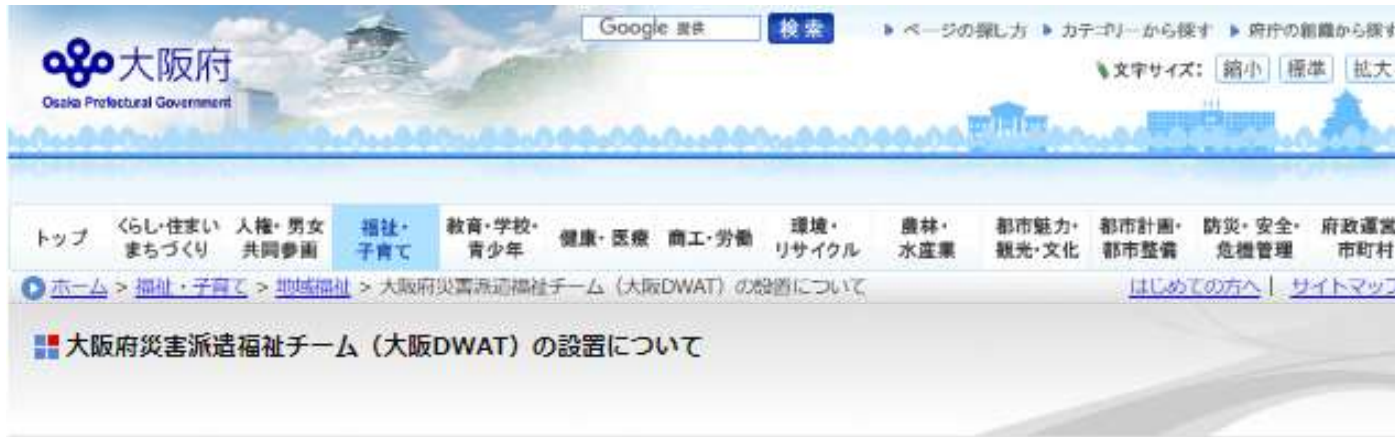 Google 提供 検索 ページの探し方 カテゴリーから探す 府庁の組織から探す
大阪府
Osaka Prefectural Government
文字サイズ: 縮小 標準 拡大
トップ くらし・住まい まちづくり 人権・男女 共同参画 福祉・ 子育て 教育・学校・ 青少年 健康・医療 商工・労働 環境・ リサイクル 農林・ 水産業 都市魅力・ 観光・文化 都市計画・ 都市整備 防災・安全・ 危機管理 府政運営 市町村
ホーム > 福祉・子育て > 地域福祉 > 大阪府災害派遣福祉チーム（大阪DWAT）の設置について はじめての方へ | サイトマップ
大阪府災害派遣福祉チーム（大阪DWAT）の設置について